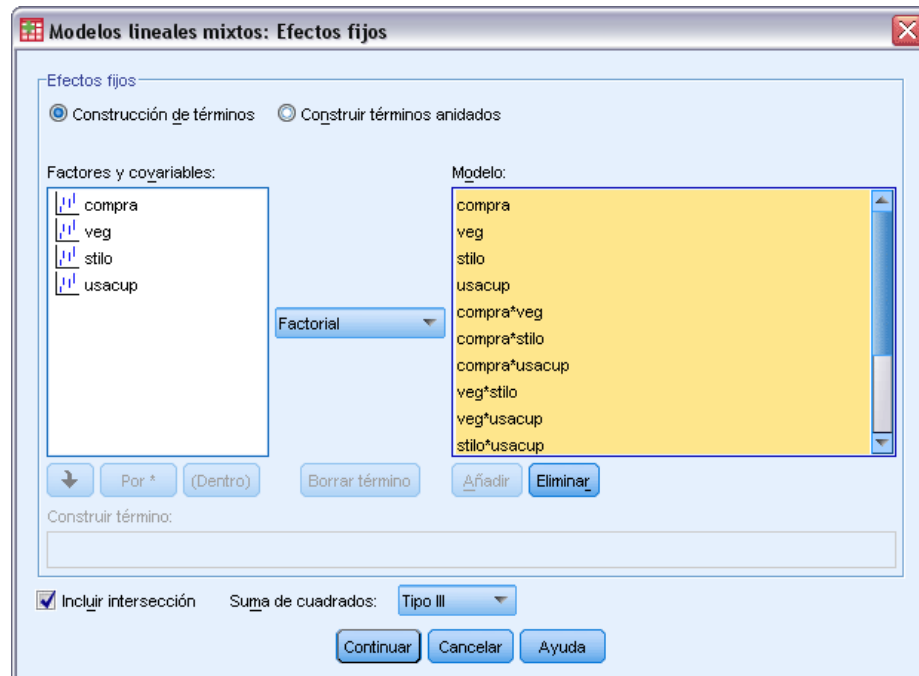 Modelos lineales mixtos: Efectos fijos
Efectos fijos
Construcción de términos
Construir términos anidados
Factores y covariables:
Modelo:
compra
veg
stilo
usacup
Factorial
compra
veg
stilo
usacup
compra*veg
compra*stilo
compra*usacup
veg*stilo
veg*usacup
stilo*usacup
Por *
(Dentro)
Borrar término
Añadir
Eliminar
Construir término:
Incluir intersección
Suma de cuadrados:
Tipo III
Continuar
Cancelar
Ayuda